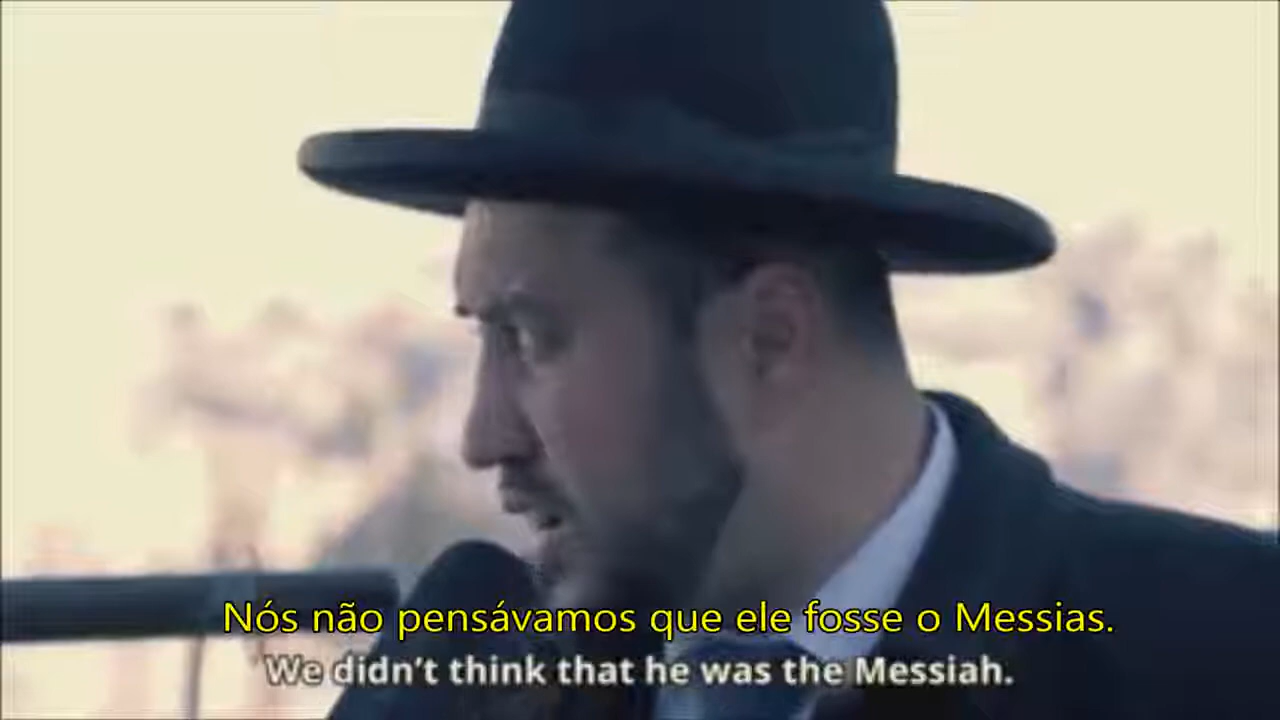 Nós não pensávamos que ele fosse o Messias.
We didn't think that he was the Messiah.